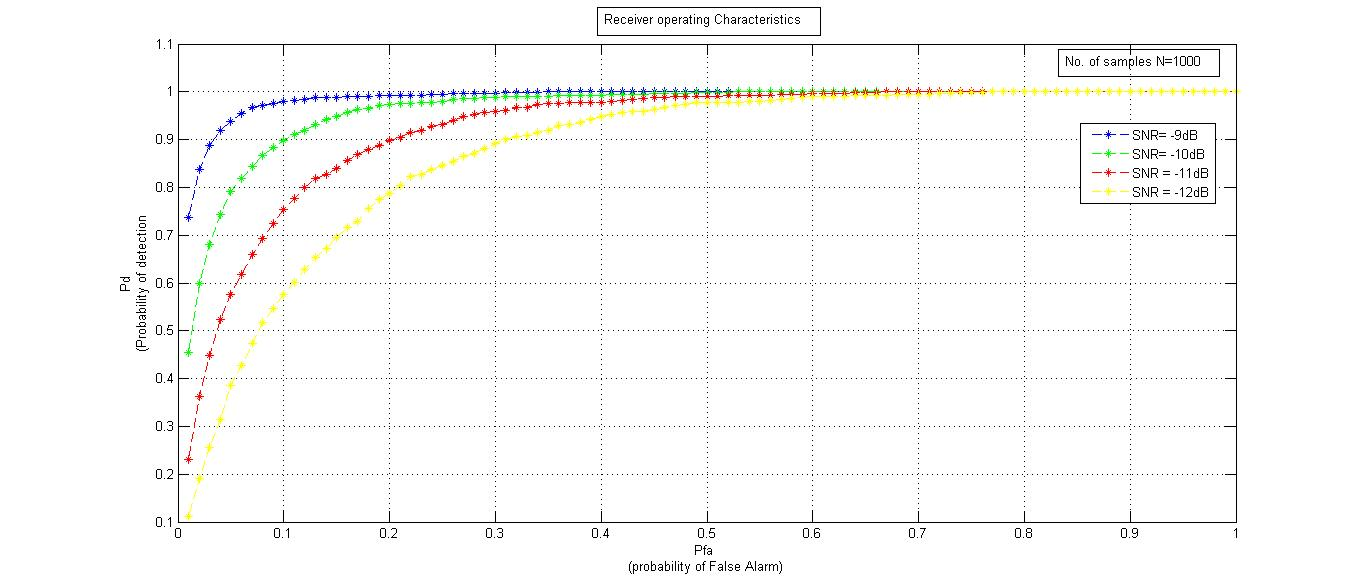 Receiver operating Characteristics
No. of samples N=1000
SNR= -9dB
SNR= -10dB
SNR = -11dB
SNR = -12dB
1.1
1
0.9
0.8
0.7
0.6
0.5
0.4
0.3
0.2
0.1
Pd
(Probability of detection
0
0.1
0.2
0.3
0.4
0.5
0.6
0.7
0.8
0.9
1
Pfa
(probability of False Alarm)